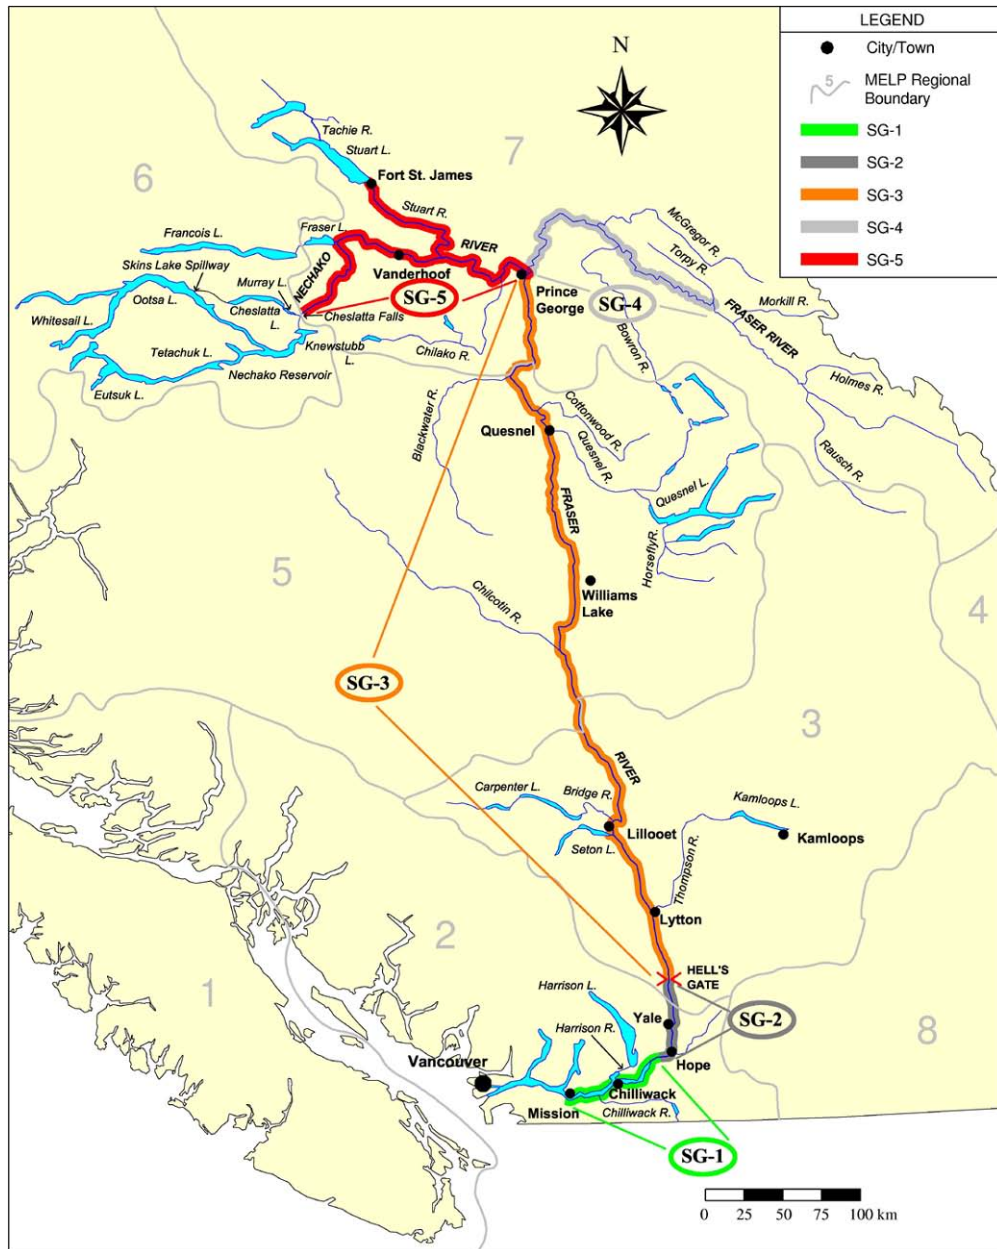 LEGEND
City/Town
5
MELP Regional
Boundary
SG-1
SG-2
SG-3
SG-4
SG-5
N
Tachie R.
Stuart L.
Fort St. James
7
6
Stuart R.
McGregor R.
Torpy R.
Fraser L.
Francois L.
RIVER
Skins Lake Spillway
Vanderhoof
NECHAKO
Murray L.
Ootsa L.
Cheslatta
L.
SG-5
Prince
George
SG-4
Morkill R.
FRASER RIVER
Whitesail L.
Cheslatta Falls
Bowron R.
Tetachuk L.
Knewstubb
L.
Chilako R.
Nechako Reservoir
Eutsuk L.
Holmes R.
Blackwater R.
Cottonwood R.
Quesnel
Quesnel R.
Rausch R.
Quesnel L.
FRASER
HorseflyR.
5
Williams
Lake
Chilcotin R.
4
SG-3
3
RIVER
Carpenter L.
Bridge R.
Kamloops L.
Lillooet
Kamloops
Seton L.
Thompson R.
Lytton
2
HELL'S
GATE
1
Harrison L.
Yale
SG-2
8
Harrison R.
Hope
Vancouver
Chilliwack
Mission
Chilliwack R.
SG-1
0 25 50 75 100 km